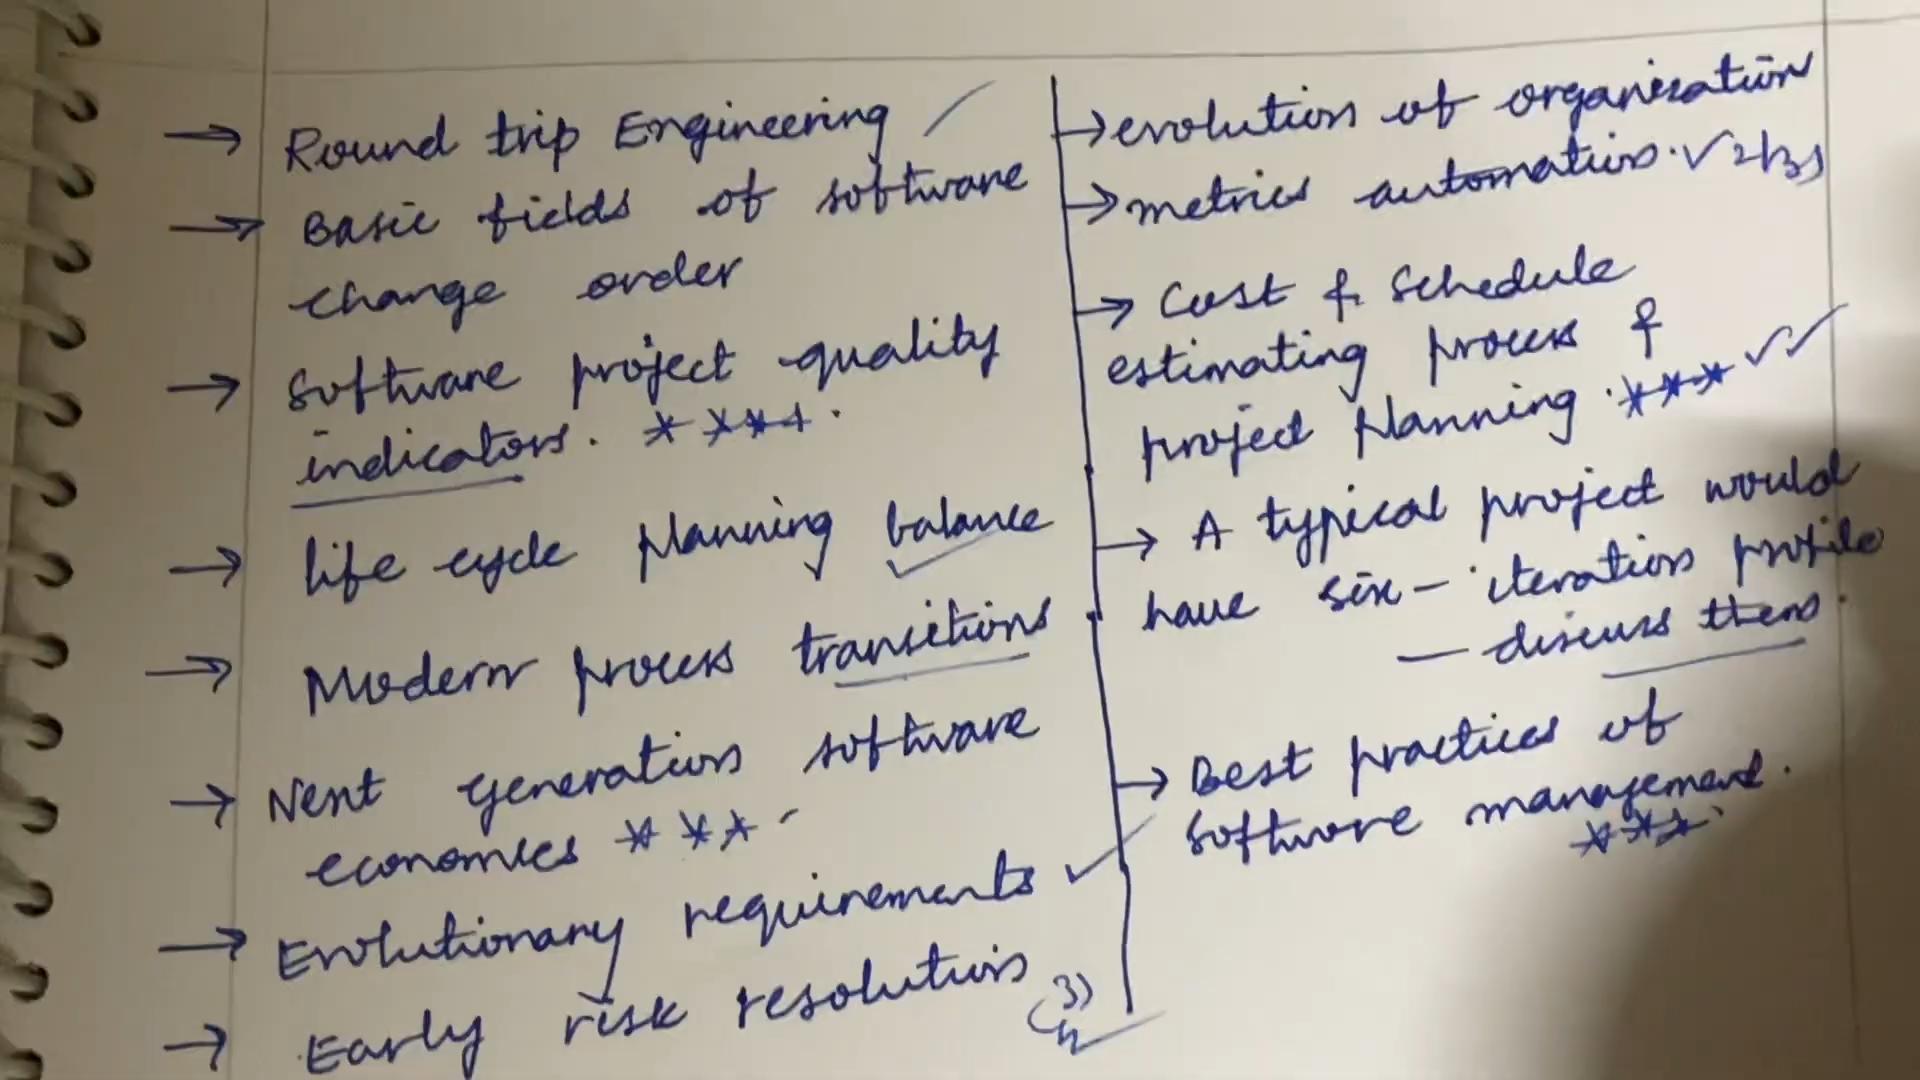 → Round trip Engineering ✓
→ Basic fields of software
change order
→ Software project quality
indicators. ****.
→ life cycle planning balance
→ Modern process transitions
→ Next generation software
economics ***
→ Evolutionary requirements ✓
→ Early risk resolution
→ evolution of organization
→ metrics automation. ✓
→ Cost & Schedule
estimating process &
project planning. *** ✓✓
→ A typical project would
have six - iteration profile
— discuss them.
→ Best practices of
software management.
***.